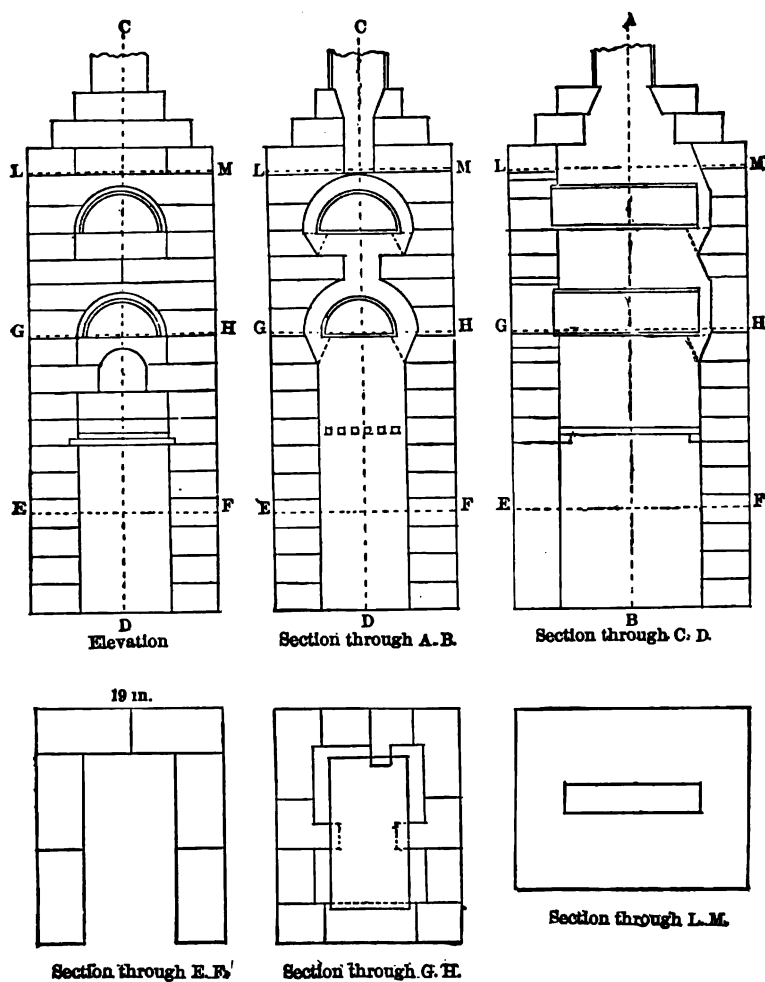 C
C
A
L
M
L
M
L
M
G
H
G
H
G
H
E
F
E
F
E
F
D
Elevation
D
Section through A. B.
B
Section through C. D.
19 in.
Section through E. F.
Section through G. H.
Section through L. M.